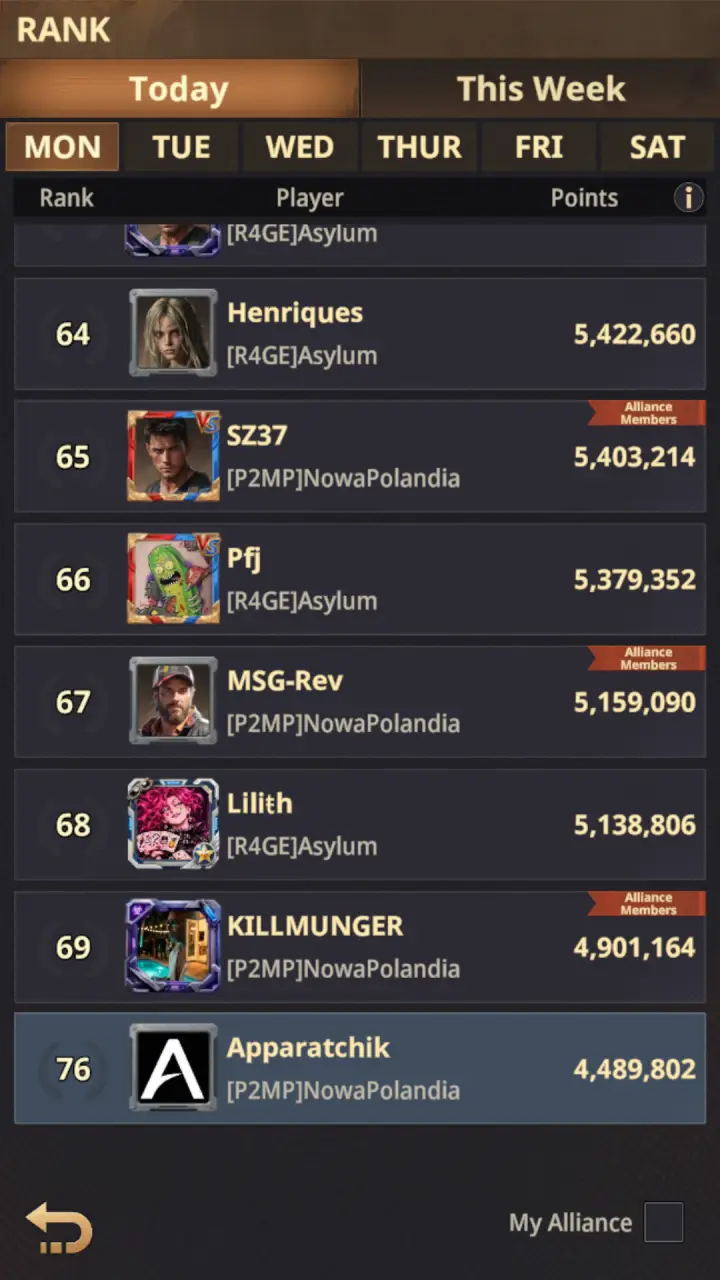 RANK
Today
This Week
MON
TUE
WED
THUR
FRI
SAT
Rank
Player
Points
[R4GE]Asylum
64
Henriques
[R4GE]Asylum
5,422,660
65
VS
SZ37
[P2MP]NowaPolandia
Alliance
Members
5,403,214
66
VS
Pfj
[R4GE]Asylum
5,379,352
67
MSG-Rev
[P2MP]NowaPolandia
Alliance
Members
5,159,090
68
Lilith
[R4GE]Asylum
5,138,806
69
KILLMUNGER
[P2MP]NowaPolandia
Alliance
Members
4,901,164
76
A
Apparatchik
[P2MP]NowaPolandia
4,489,802
My Alliance